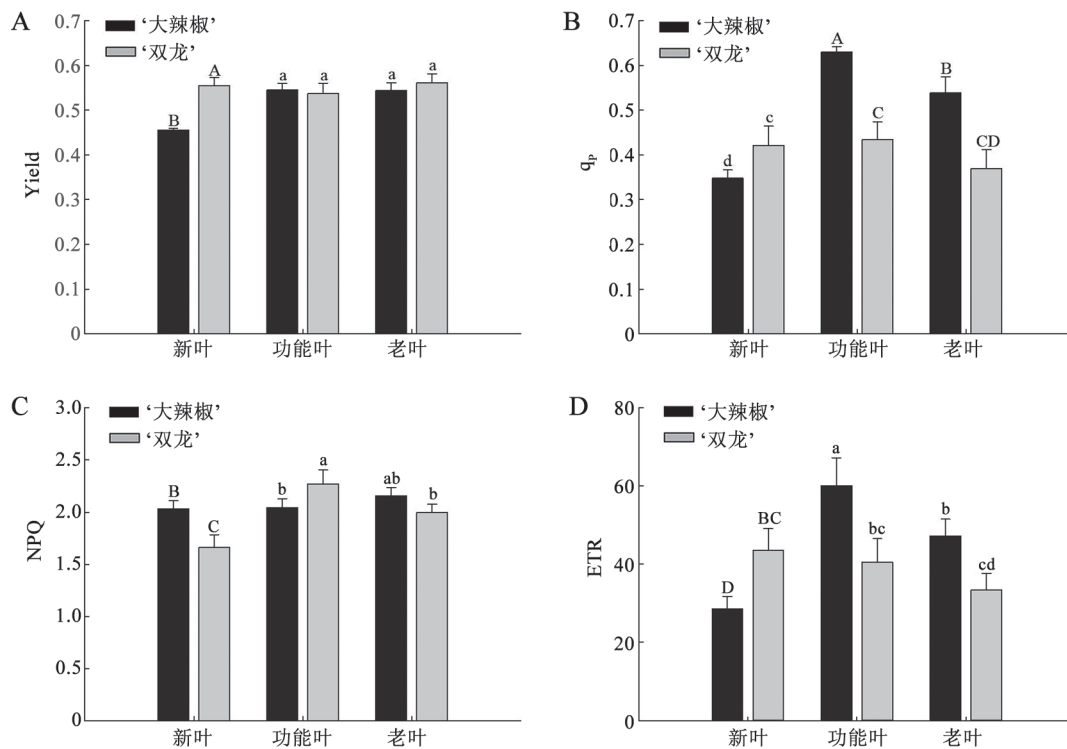 A
‘大辣椒’
‘双龙’
Yield
0.7
0.6
0.5
0.4
0.3
0.2
0.1
0
B A a a a a
新叶 功能叶 老叶
B
‘大辣椒’
‘双龙’
qP
0.7
0.6
0.5
0.4
0.3
0.2
0.1
0
d c A C B CD
新叶 功能叶 老叶
C
‘大辣椒’
‘双龙’
NPQ
3.0
2.5
2.0
1.5
1.0
0.5
0
B C b a ab b
新叶 功能叶 老叶
D
‘大辣椒’
‘双龙’
ETR
80
60
40
20
0
D BC a bc b cd
新叶 功能叶 老叶